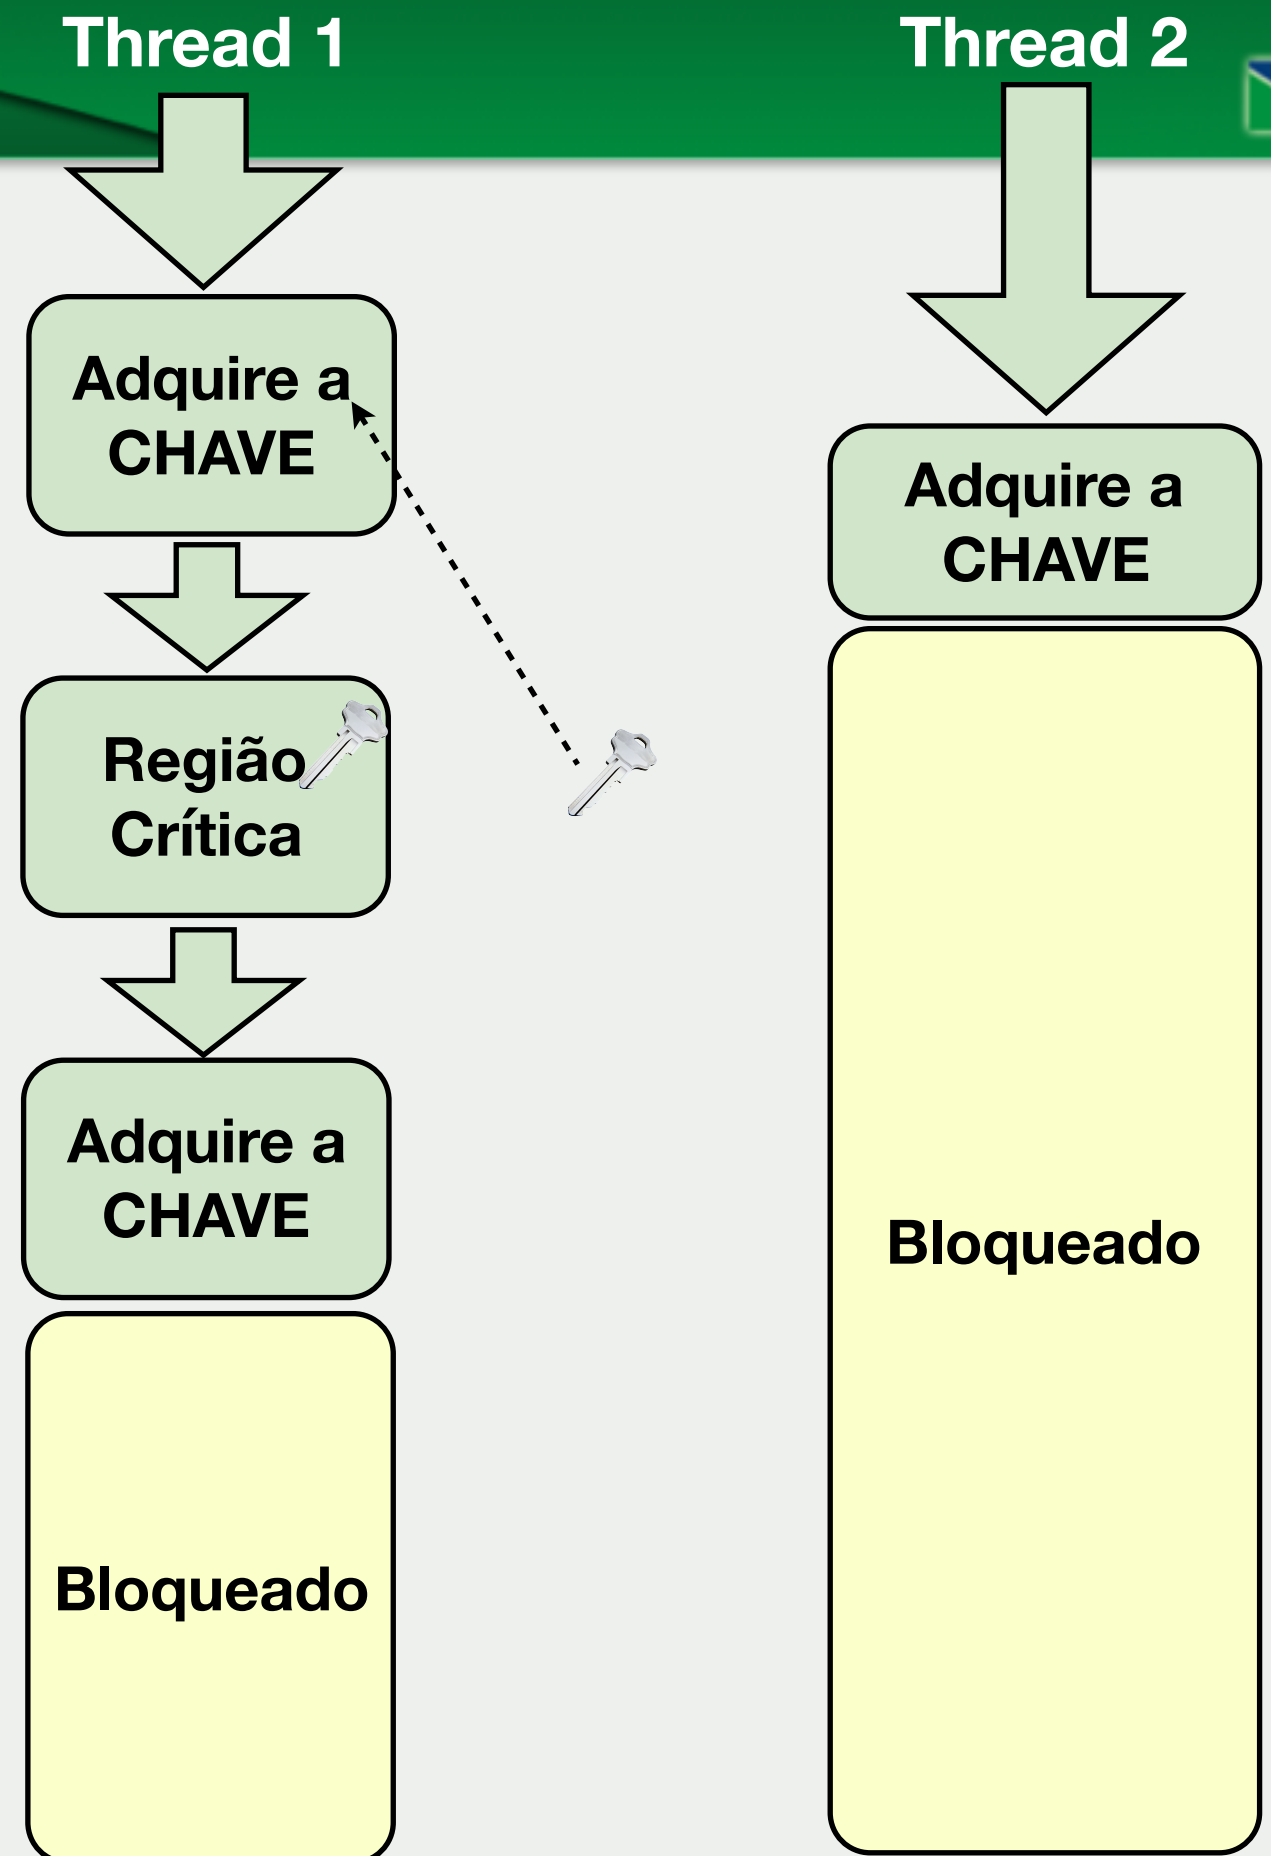 Thread 1
Thread 2
Adquire a
CHAVE
Região
Crítica
Adquire a
CHAVE
Bloqueado
Adquire a
CHAVE
Bloqueado